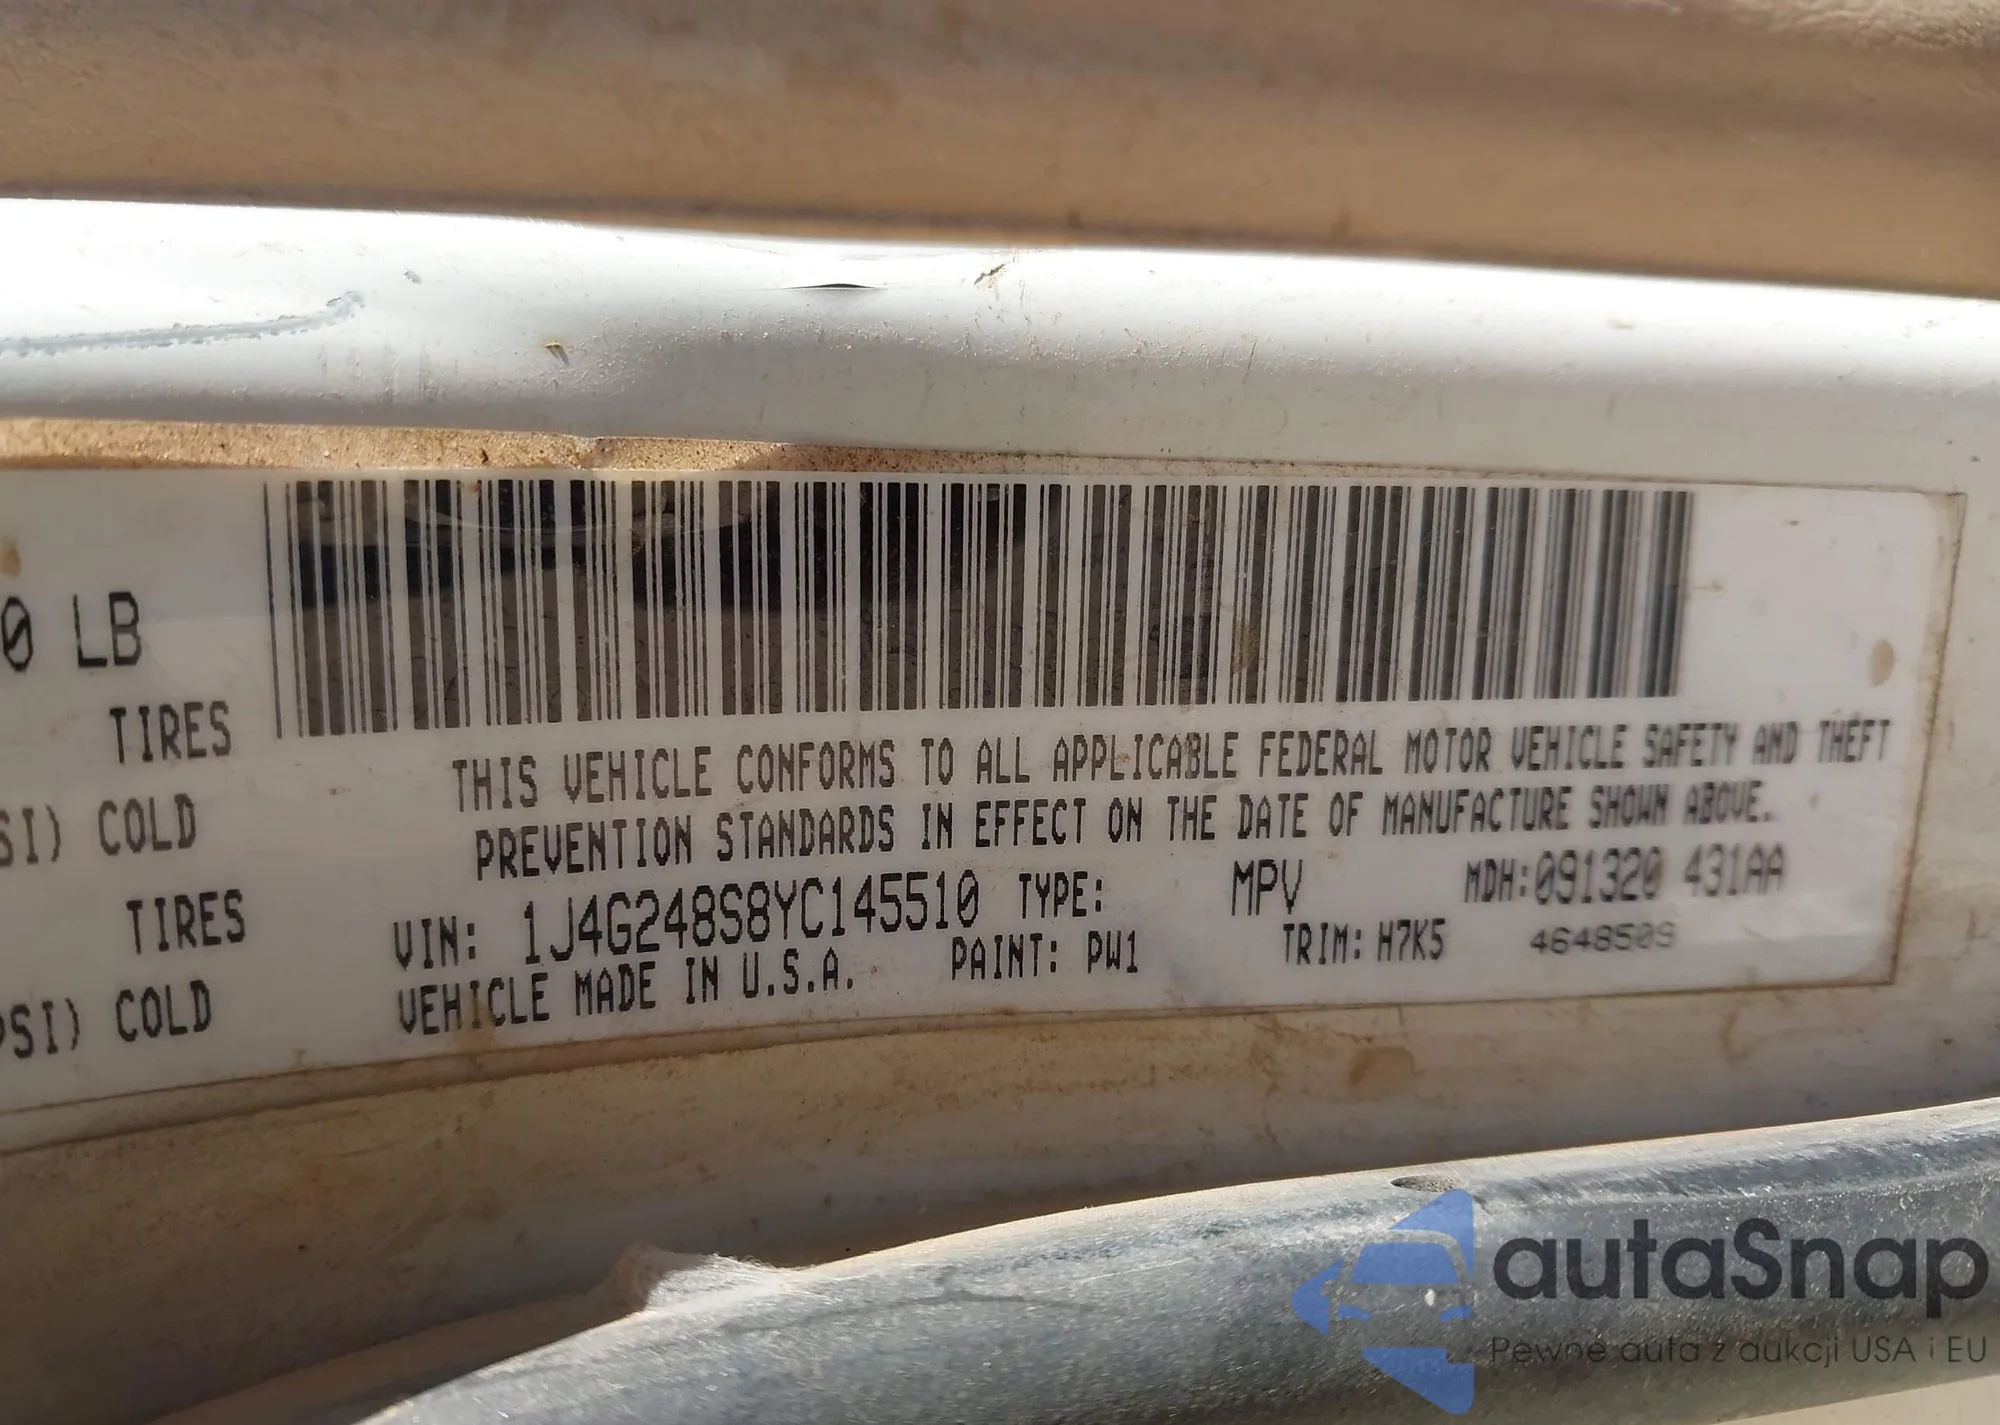 0 LB
TIRES
SI) COLD
TIRES
PSI) COLD
THIS VEHICLE CONFORMS TO ALL APPLICABLE FEDERAL MOTOR VEHICLE SAFETY AND THEFT
PREVENTION STANDARDS IN EFFECT ON THE DATE OF MANUFACTURE SHOWN ABOVE.
VIN: 1J4G248S8YC145510 TYPE: MPV MDH:091320 431AA
VEHICLE MADE IN U.S.A. PAINT: PW1 TRIM: H7K5 4648509
autaSnap
Pewne auta z aukcji USA i EU